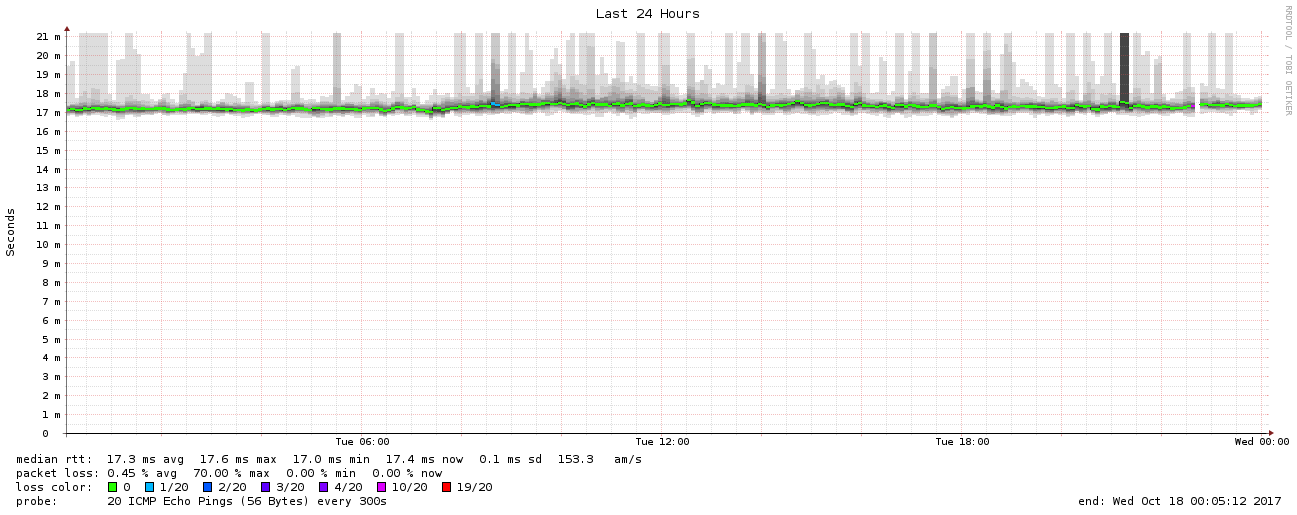 Last 24 Hours
RRDTOOL / TOBI OETIKER
Seconds
21 m
20 m
19 m
18 m
17 m
16 m
15 m
14 m
13 m
12 m
11 m
10 m
9 m
8 m
7 m
6 m
5 m
4 m
3 m
2 m
1 m
0
Tue 06:00 Tue 12:00 Tue 18:00 Wed 00:00
median rtt: 17.3 ms avg 17.6 ms max 17.0 ms min 17.4 ms now 0.1 ms sd 153.3 am/s
packet loss: 0.45 % avg 70.00 % max 0.00 % min 0.00 % now
loss color: 0 1/20 2/20 3/20 4/20 10/20 19/20
probe: 20 ICMP Echo Pings (56 Bytes) every 300s end: Wed Oct 18 00:05:12 2017